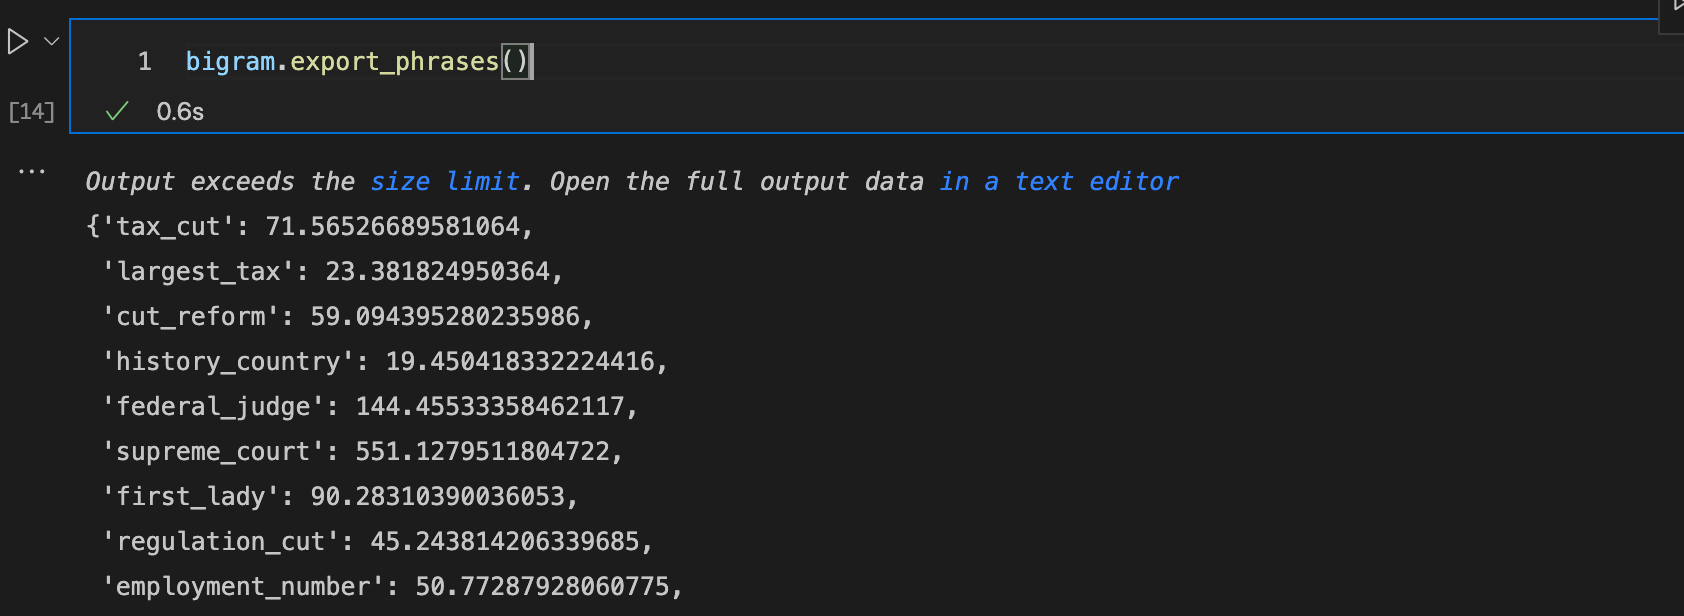 1 bigram.export_phrases()
[14] ✓ 0.6s
... Output exceeds the size limit. Open the full output data in a text editor
{'tax_cut': 71.56526689581064,
'largest_tax': 23.381824950364,
'cut_reform': 59.094395280235986,
'history_country': 19.450418332224416,
'federal_judge': 144.45533358462117,
'supreme_court': 551.1279511804722,
'first_lady': 90.28310390036053,
'regulation_cut': 45.243814206339685,
'employment_number': 50.77287928060775,